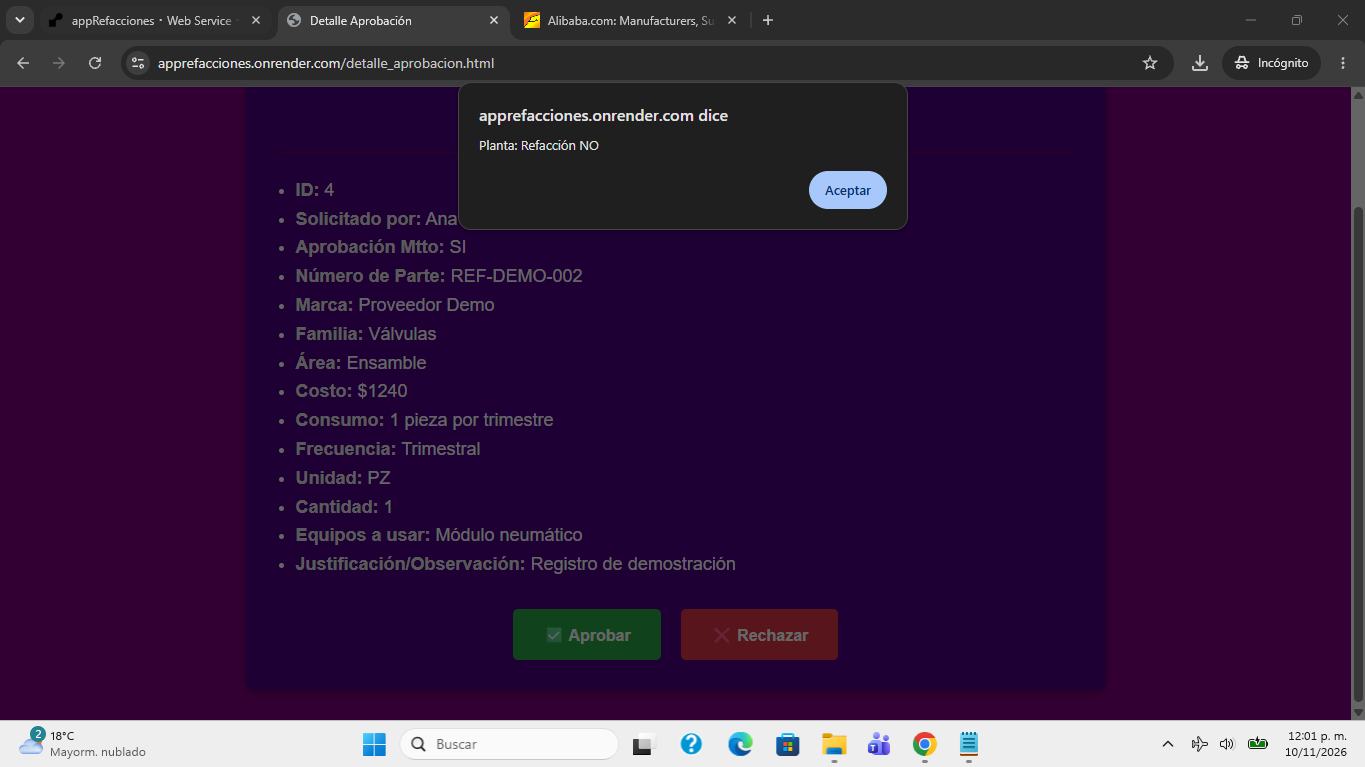 appRefacciones · Web Service
Detalle Aprobación
Alibaba.com: Manufacturers, Su
apprefacciones.onrender.com/detalle_aprobacion.html
Incógnito
apprefacciones.onrender.com dice
Planta: Refacción NO
Aceptar
ID: 4
Solicitado por: Ana
Aprobación Mtto: SI
Número de Parte: REF-DEMO-002
Marca: Proveedor Demo
Familia: Válvulas
Área: Ensamble
Costo: $1240
Consumo: 1 pieza por trimestre
Frecuencia: Trimestral
Unidad: PZ
Cantidad: 1
Equipos a usar: Módulo neumático
Justificación/Observación: Registro de demostración
Aprobar
Rechazar
2
18°C
Mayorm. nublado
Buscar
12:01 p. m.
10/11/2026